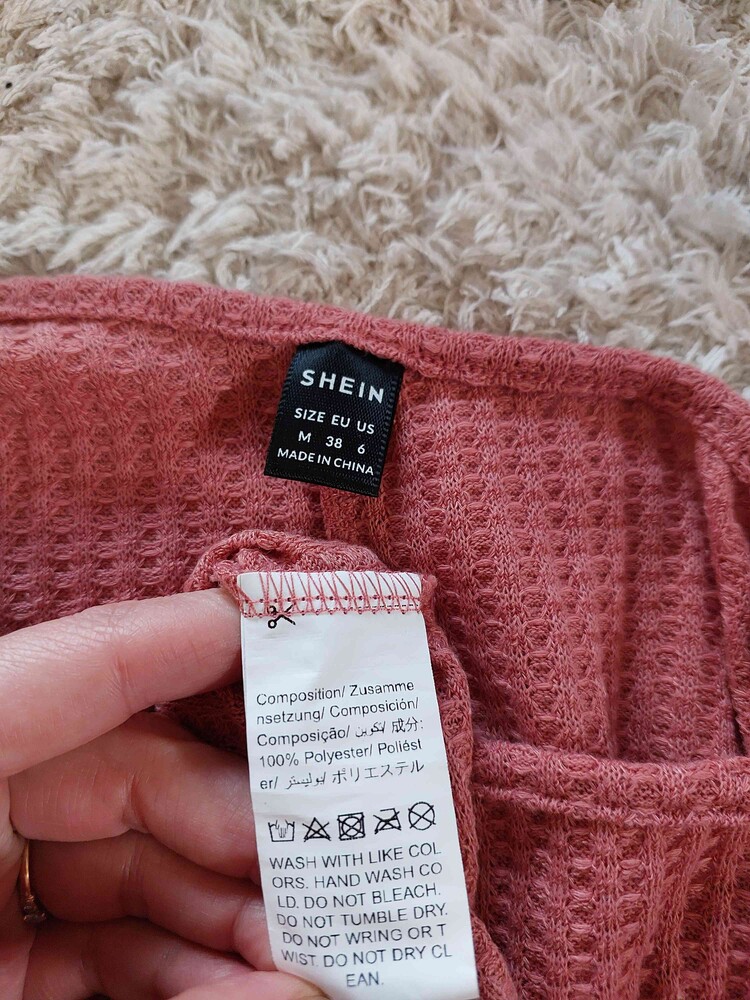 SHEIN
SIZE EU US
M 38 6
MADE IN CHINA
Composition/ Zusamme
nsetzung/ Composición/
Composição/ تكوين/ 成分:
100% Polyester/ Poliést
er/ بوليستر/ ポリエステル
WASH WITH LIKE COL
ORS. HAND WASH CO
LD. DO NOT BLEACH.
DO NOT TUMBLE DRY.
DO NOT WRING OR T
WIST. DO NOT DRY CL
EAN.